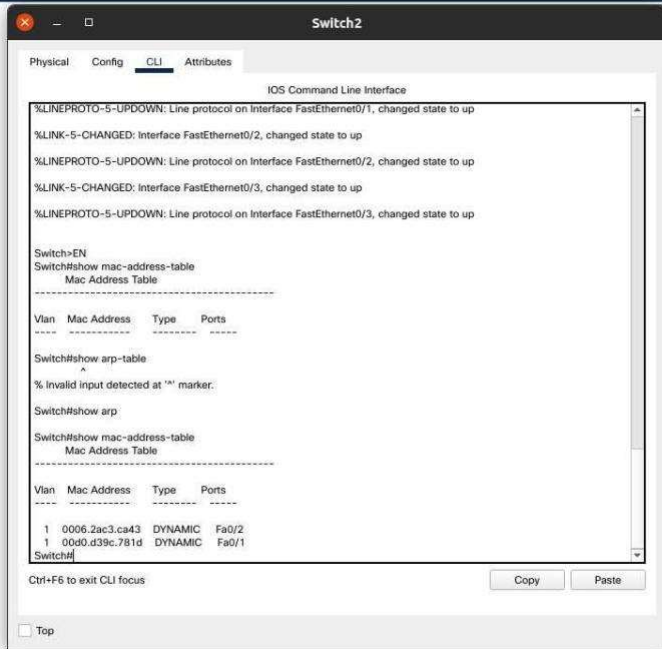 Switch2
Physical Config CLI Attributes
IOS Command Line Interface
%LINEPROTO-5-UPDOWN: Line protocol on Interface FastEthernet0/1, changed state to up
%LINK-5-CHANGED: Interface FastEthernet0/2, changed state to up
%LINEPROTO-5-UPDOWN: Line protocol on Interface FastEthernet0/2, changed state to up
%LINK-5-CHANGED: Interface FastEthernet0/3, changed state to up
%LINEPROTO-5-UPDOWN: Line protocol on Interface FastEthernet0/3, changed state to up
Switch>EN
Switch#show mac-address-table
Mac Address Table
-------------------------------------------
Vlan Mac Address Type Ports
---- ----------- -------- -----
Switch#show arp-table
^
% Invalid input detected at '^' marker.
Switch#show arp
Switch#show mac-address-table
Mac Address Table
-------------------------------------------
Vlan Mac Address Type Ports
---- ----------- -------- -----
1 0006.2ac3.ca43 DYNAMIC Fa0/2
1 00d0.d39c.781d DYNAMIC Fa0/1
Switch#
Ctrl+F6 to exit CLI focus
Copy Paste
Top